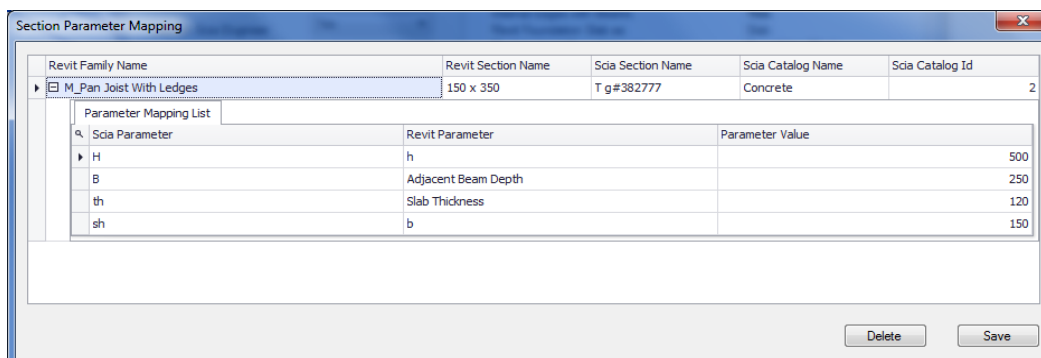 Section Parameter Mapping
Revit Family Name Revit Section Name Scia Section Name Scia Catalog Name Scia Catalog Id
M_Pan Joist With Ledges 150 x 350 T g#382777 Concrete 2
Parameter Mapping List
Scia Parameter Revit Parameter Parameter Value
H h 500
B Adjacent Beam Depth 250
th Slab Thickness 120
sh b 150
Delete Save